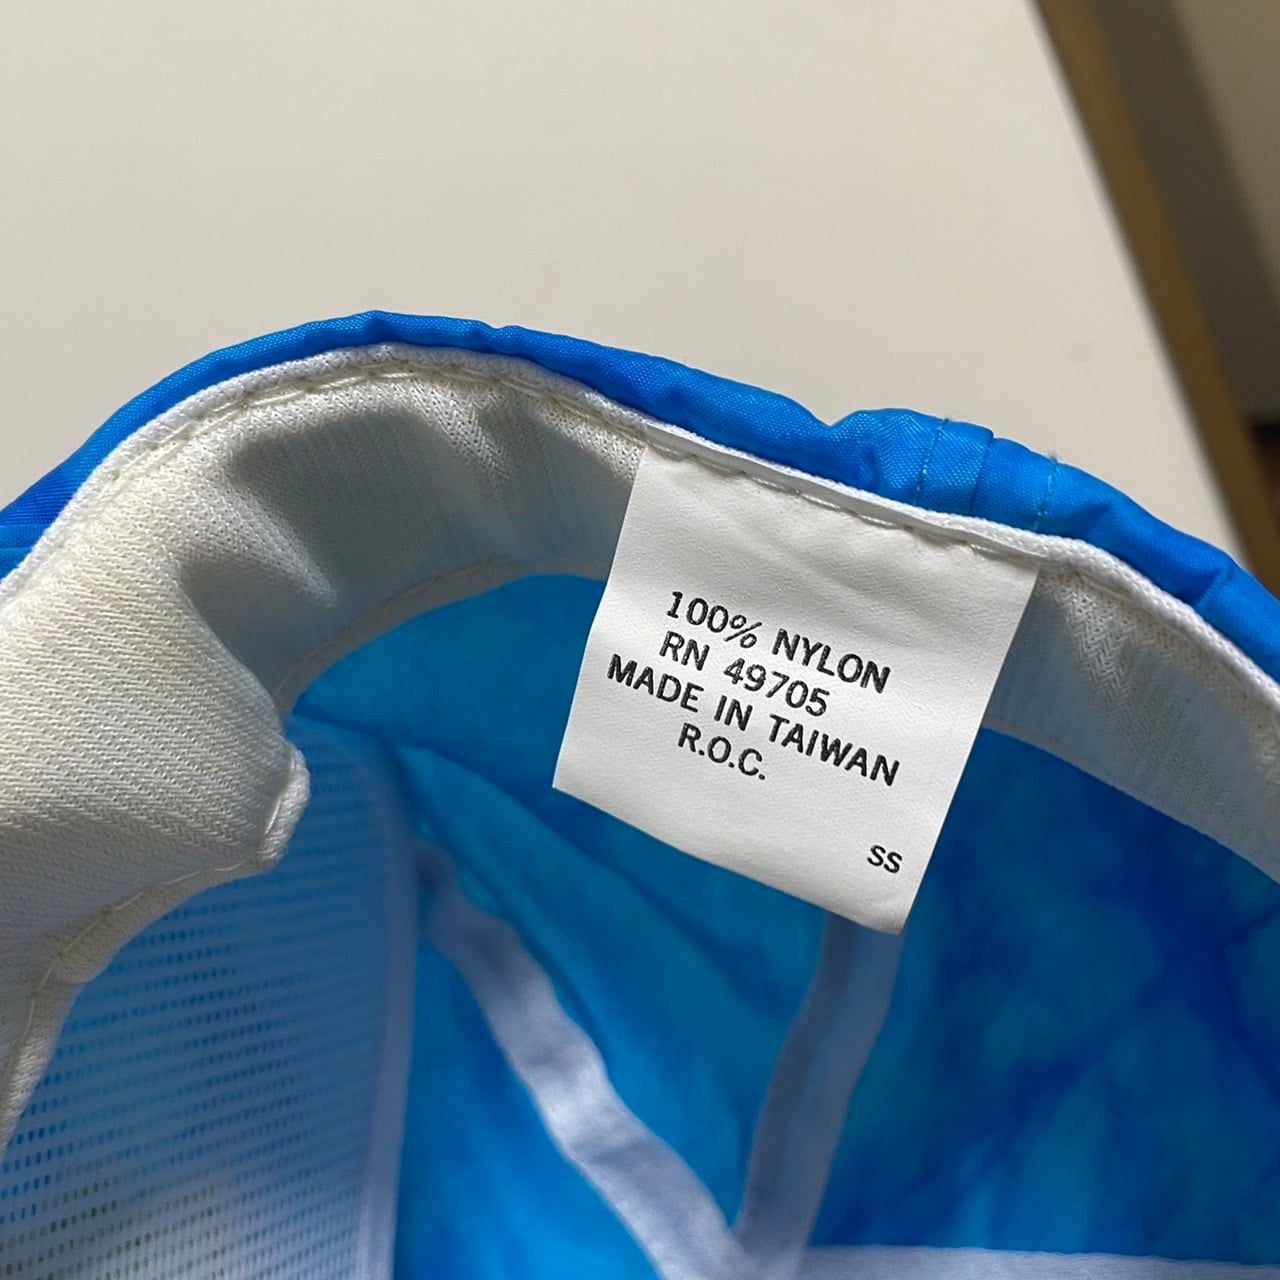 100% NYLON
RN 49705
MADE IN TAIWAN
R.O.C.
SS